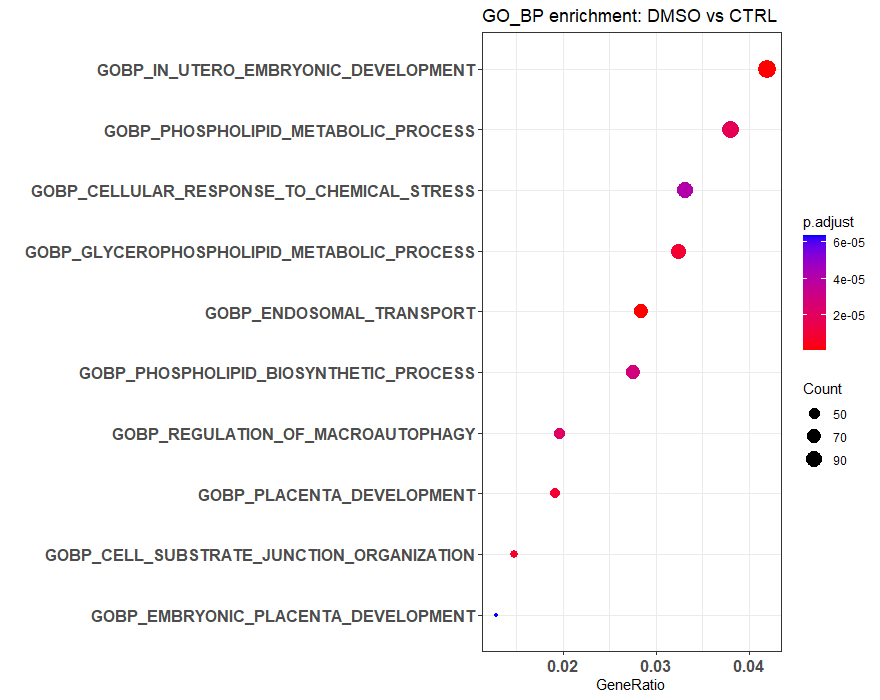 GO_BP enrichment: DMSO vs CTRL
GOBP_IN_UTERO_EMBRYONIC_DEVELOPMENT
GOBP_PHOSPHOLIPID_METABOLIC_PROCESS
GOBP_CELLULAR_RESPONSE_TO_CHEMICAL_STRESS
GOBP_GLYCEROPHOSPHOLIPID_METABOLIC_PROCESS
GOBP_ENDOSOMAL_TRANSPORT
GOBP_PHOSPHOLIPID_BIOSYNTHETIC_PROCESS
GOBP_REGULATION_OF_MACROAUTOPHAGY
GOBP_PLACENTA_DEVELOPMENT
GOBP_CELL_SUBSTRATE_JUNCTION_ORGANIZATION
GOBP_EMBRYONIC_PLACENTA_DEVELOPMENT
0.02 0.03 0.04
GeneRatio
p.adjust
6e-05
4e-05
2e-05
Count
50
70
90